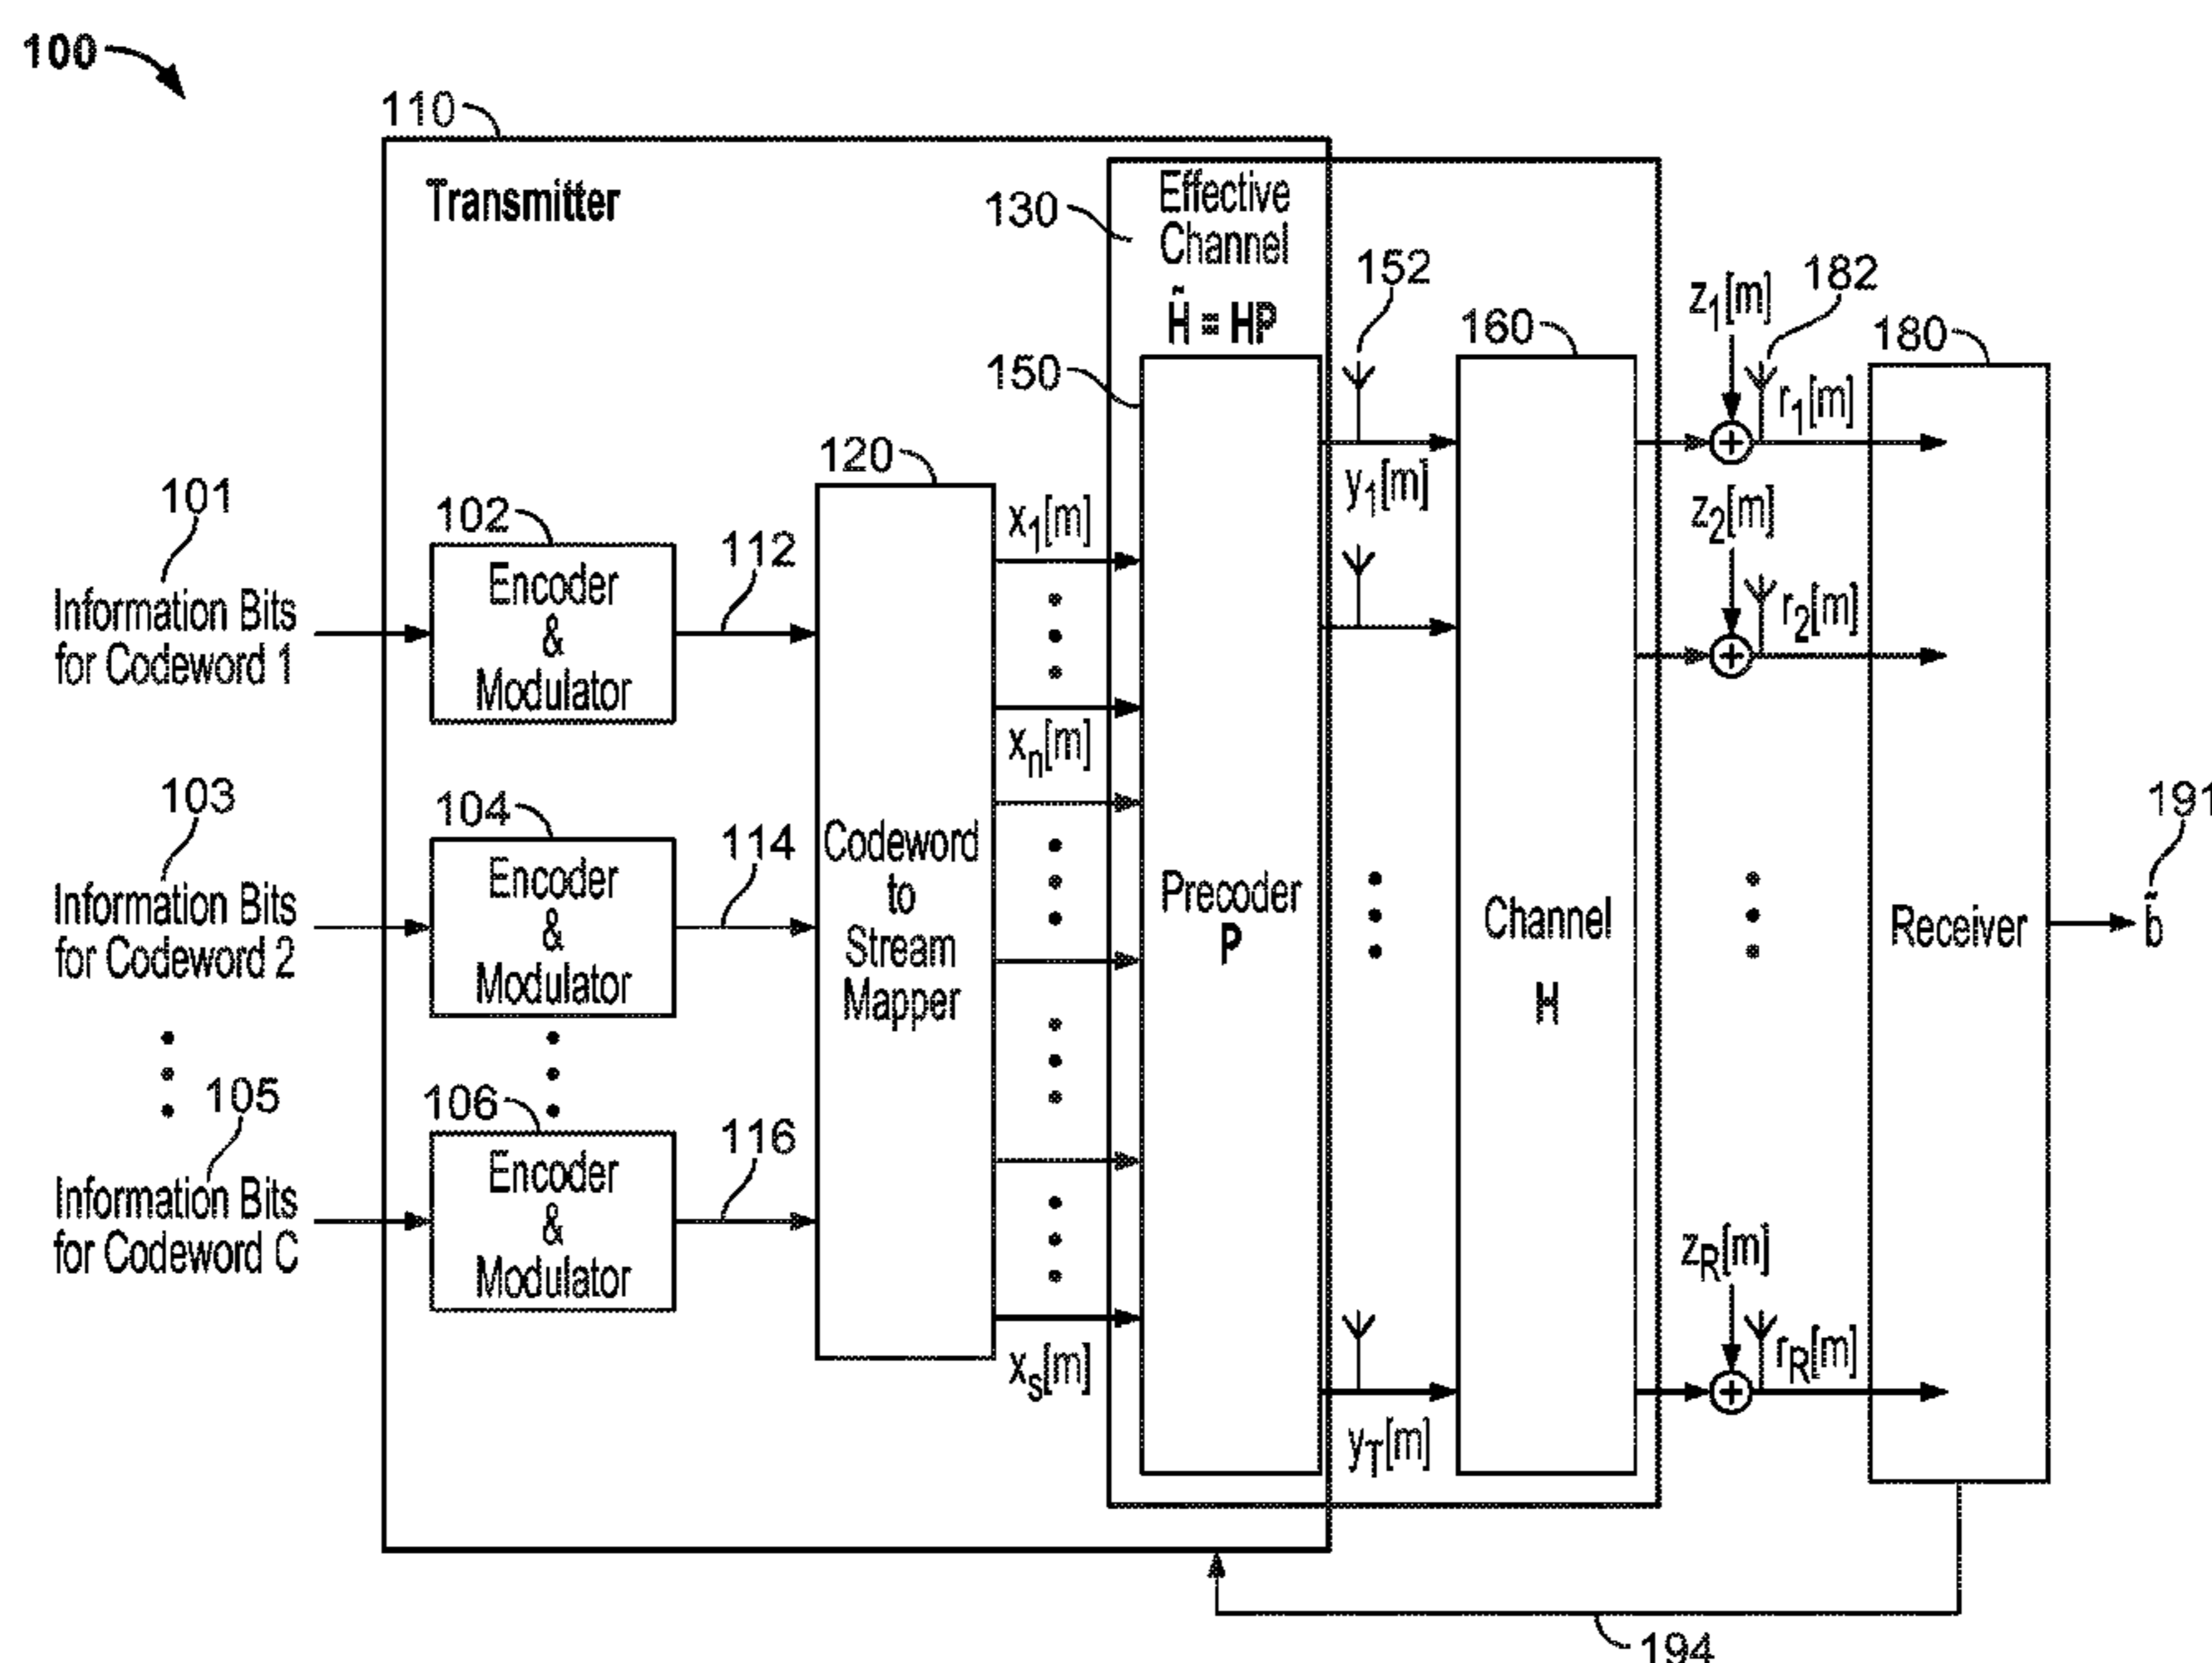 100
110
Transmitter
130
Effective
Channel
H̃ = HP
150
152
160
z1[m]
182
180
r1[m]
y1[m]
z2[m]
r2[m]
120
101
Information Bits
for Codeword 1
102
Encoder
&
Modulator
112
x1[m]
xn[m]
103
Information Bits
for Codeword 2
104
Encoder
&
Modulator
114
Codeword
to
Stream
Mapper
Precoder
P
Channel
H
Receiver
191
b̃
105
Information Bits
for Codeword C
106
Encoder
&
Modulator
116
xs[m]
yT[m]
zR[m]
rR[m]
194